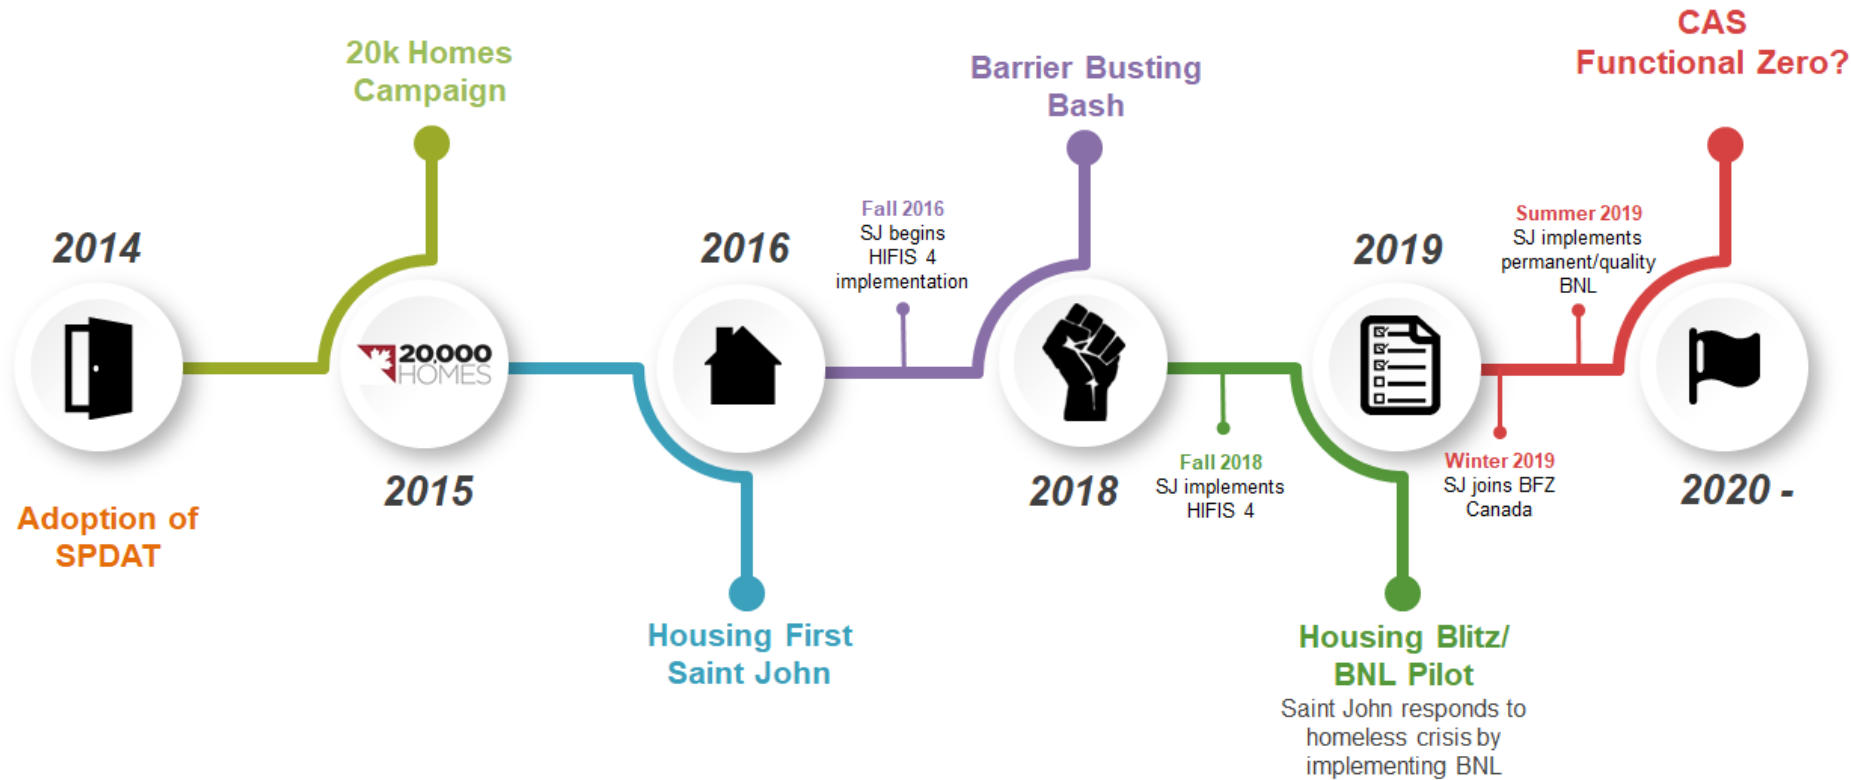 2014
Adoption of
SPDAT
20k Homes
Campaign
20,000
HOMES
2015
2016
Housing First
Saint John
Fall 2016
SJ begins
HIFIS 4
implementation
Barrier Busting
Bash
2018
Fall 2018
SJ implements
HIFIS 4
2019
Housing Blitz/
BNL Pilot
Saint John responds to
homeless crisis by
implementing BNL
Winter 2019
SJ joins BFZ
Canada
Summer 2019
SJ implements
permanent/quality
BNL
CAS
Functional Zero?
2020 -